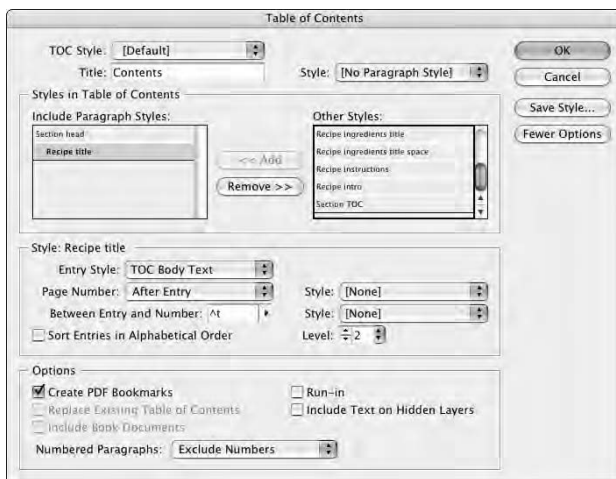 Table of Contents
TOC Style: [Default]
OK
Title: Contents
Style: [No Paragraph Style]
Cancel
Styles in Table of Contents
Save Style...
Include Paragraph Styles:
Other Styles:
Fewer Options
Section head
Recipe title
<< Add
Remove >>
Recipe ingredients title
Recipe ingredients title space
Recipe instructions
Recipe intro
Section TOC
Style: Recipe title
Entry Style: TOC Body Text
Page Number: After Entry
Style: [None]
Between Entry and Number: ^t
Style: [None]
Sort Entries in Alphabetical Order
Level: 2
Options
Create PDF Bookmarks
Run-in
Replace Existing Table of Contents
Include Text on Hidden Layers
Include Book Documents
Numbered Paragraphs: Exclude Numbers